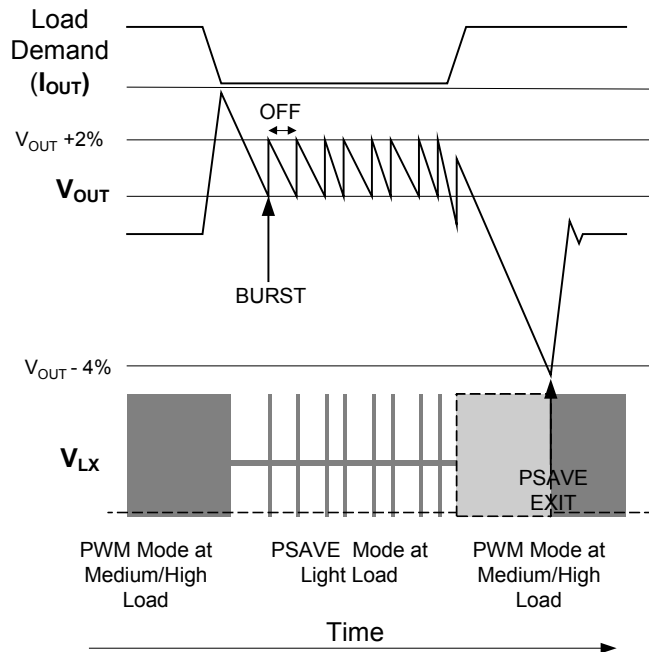 Load
Demand
(IOUT)
OFF
VOUT +2%
VOUT
BURST
VOUT - 4%
VLX
PSAVE
EXIT
PWM Mode at
Medium/High
Load
PSAVE Mode at
Light Load
PWM Mode at
Medium/High
Load
Time